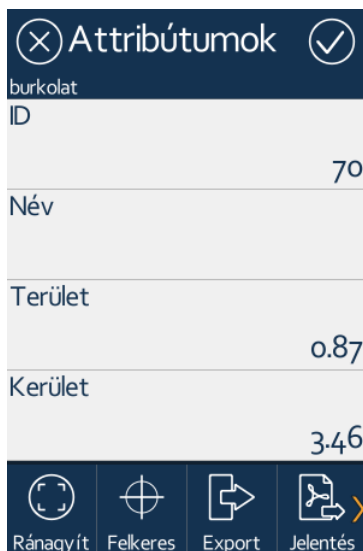 Attribútumok
burkolat
ID
70
Név
Terület
0.87
Kerület
3.46
Ránagyít Felkeres Export Jelentés